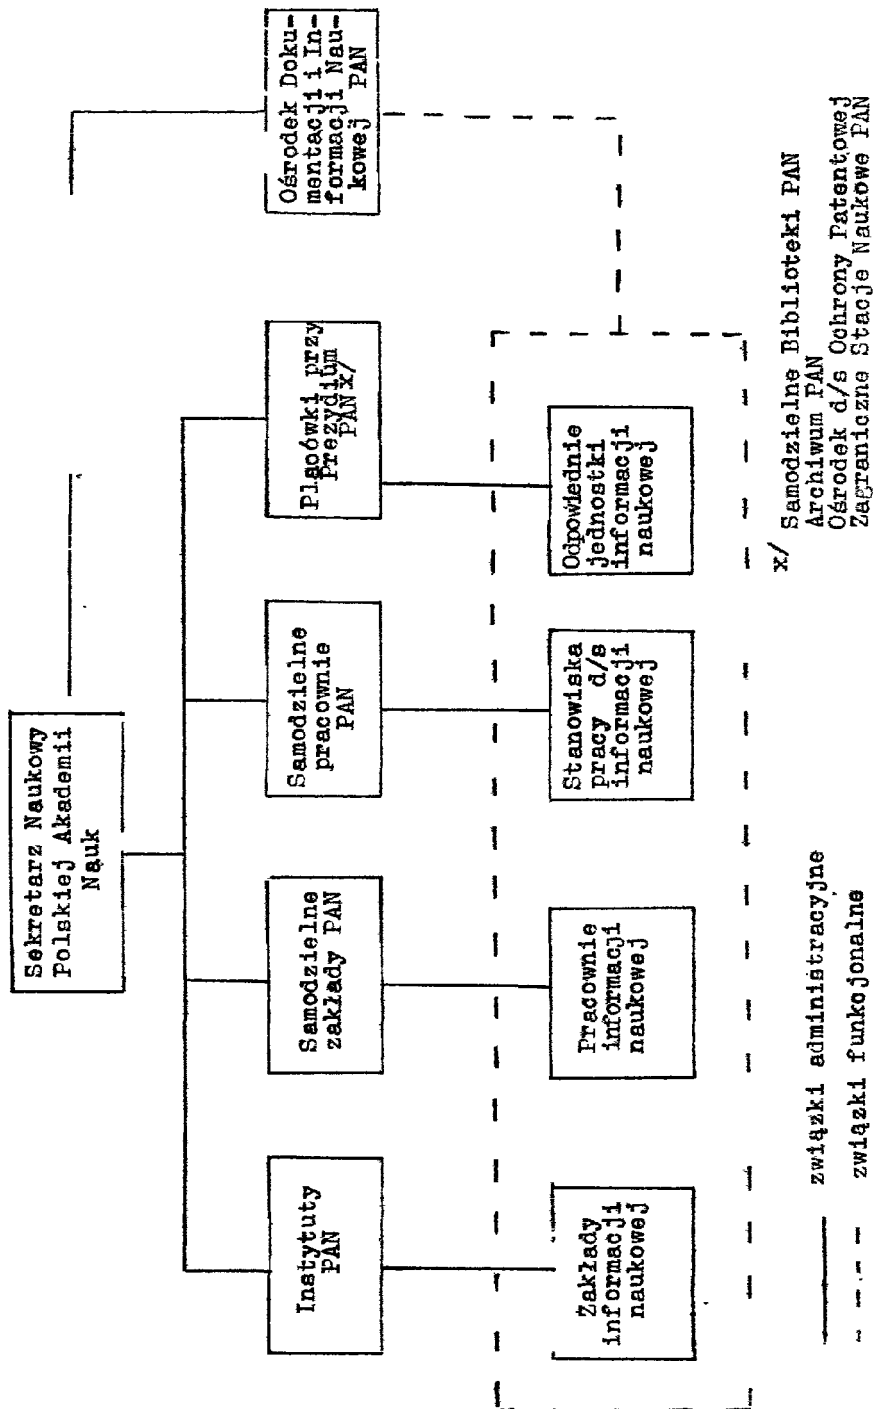 Sekretarz Naukowy
Polskiej Akademii
Nauk
Instytuty
PAN
Samodzielne
zakłady PAN
Samodzielne
pracownie
PAN
Placówki przy
Prezydium
PAN x/
Ośrodek Doku-
mentacji i In-
formacji Nau-
kowej PAN
Zakłady
informacji
naukowej
Pracownie
informacji
naukowej
Stanowiska
pracy d/s
informacji
naukowej
Odpowiednie
jednostki
informacji
naukowej
związki administracyjne
związki funkcjonalne
x/ Samodzielne Biblioteki PAN
Archiwum PAN
Ośrodek d/s Ochrony Patentowej
Zagraniczne Stacje Naukowe PAN